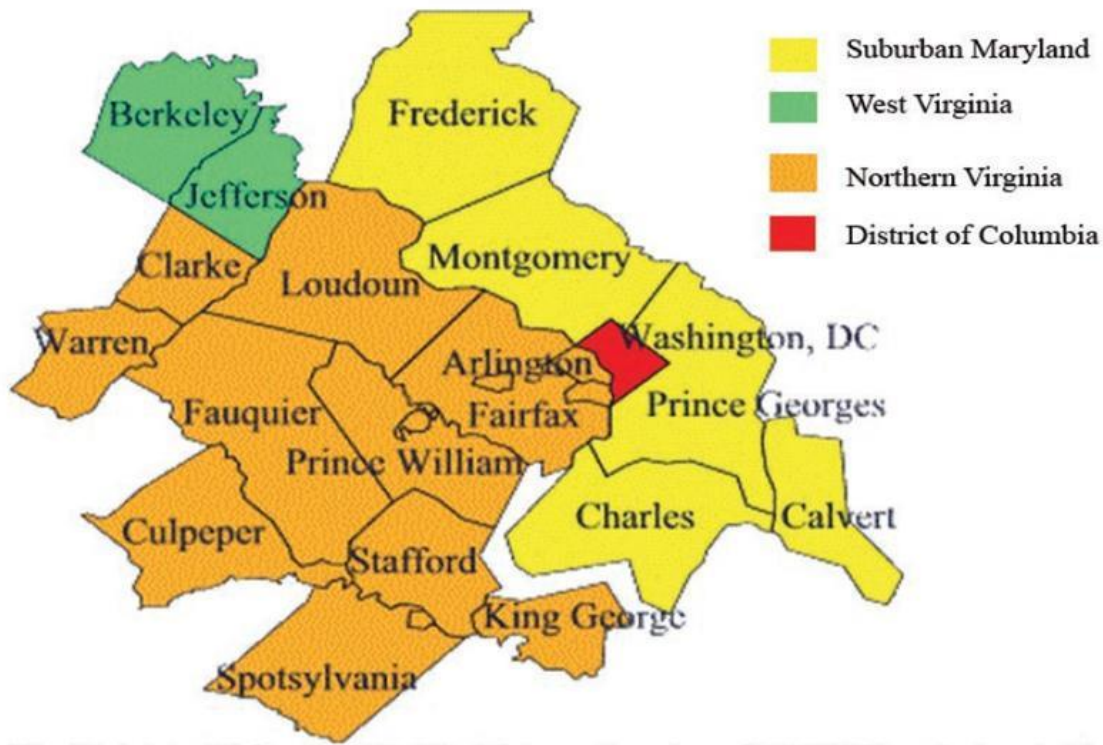 Suburban Maryland
West Virginia
Northern Virginia
District of Columbia
Berkeley
Frederick
Jefferson
Clarke
Loudoun
Montgomery
Warren
Arlington
Washington, DC
Fauquier
Fairfax
Prince Georges
Prince William
Culpeper
Stafford
Charles
Calvert
King George
Spotsylvania